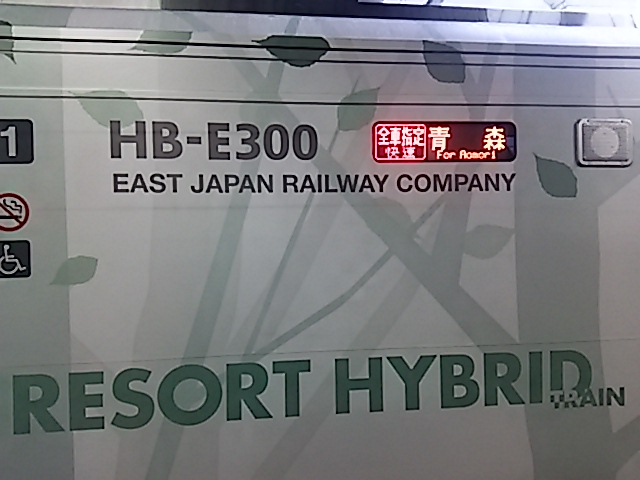 1
HB-E300
全車指定
快速
青森
For Aomori
EAST JAPAN RAILWAY COMPANY
RESORT HYBRID
TRAIN